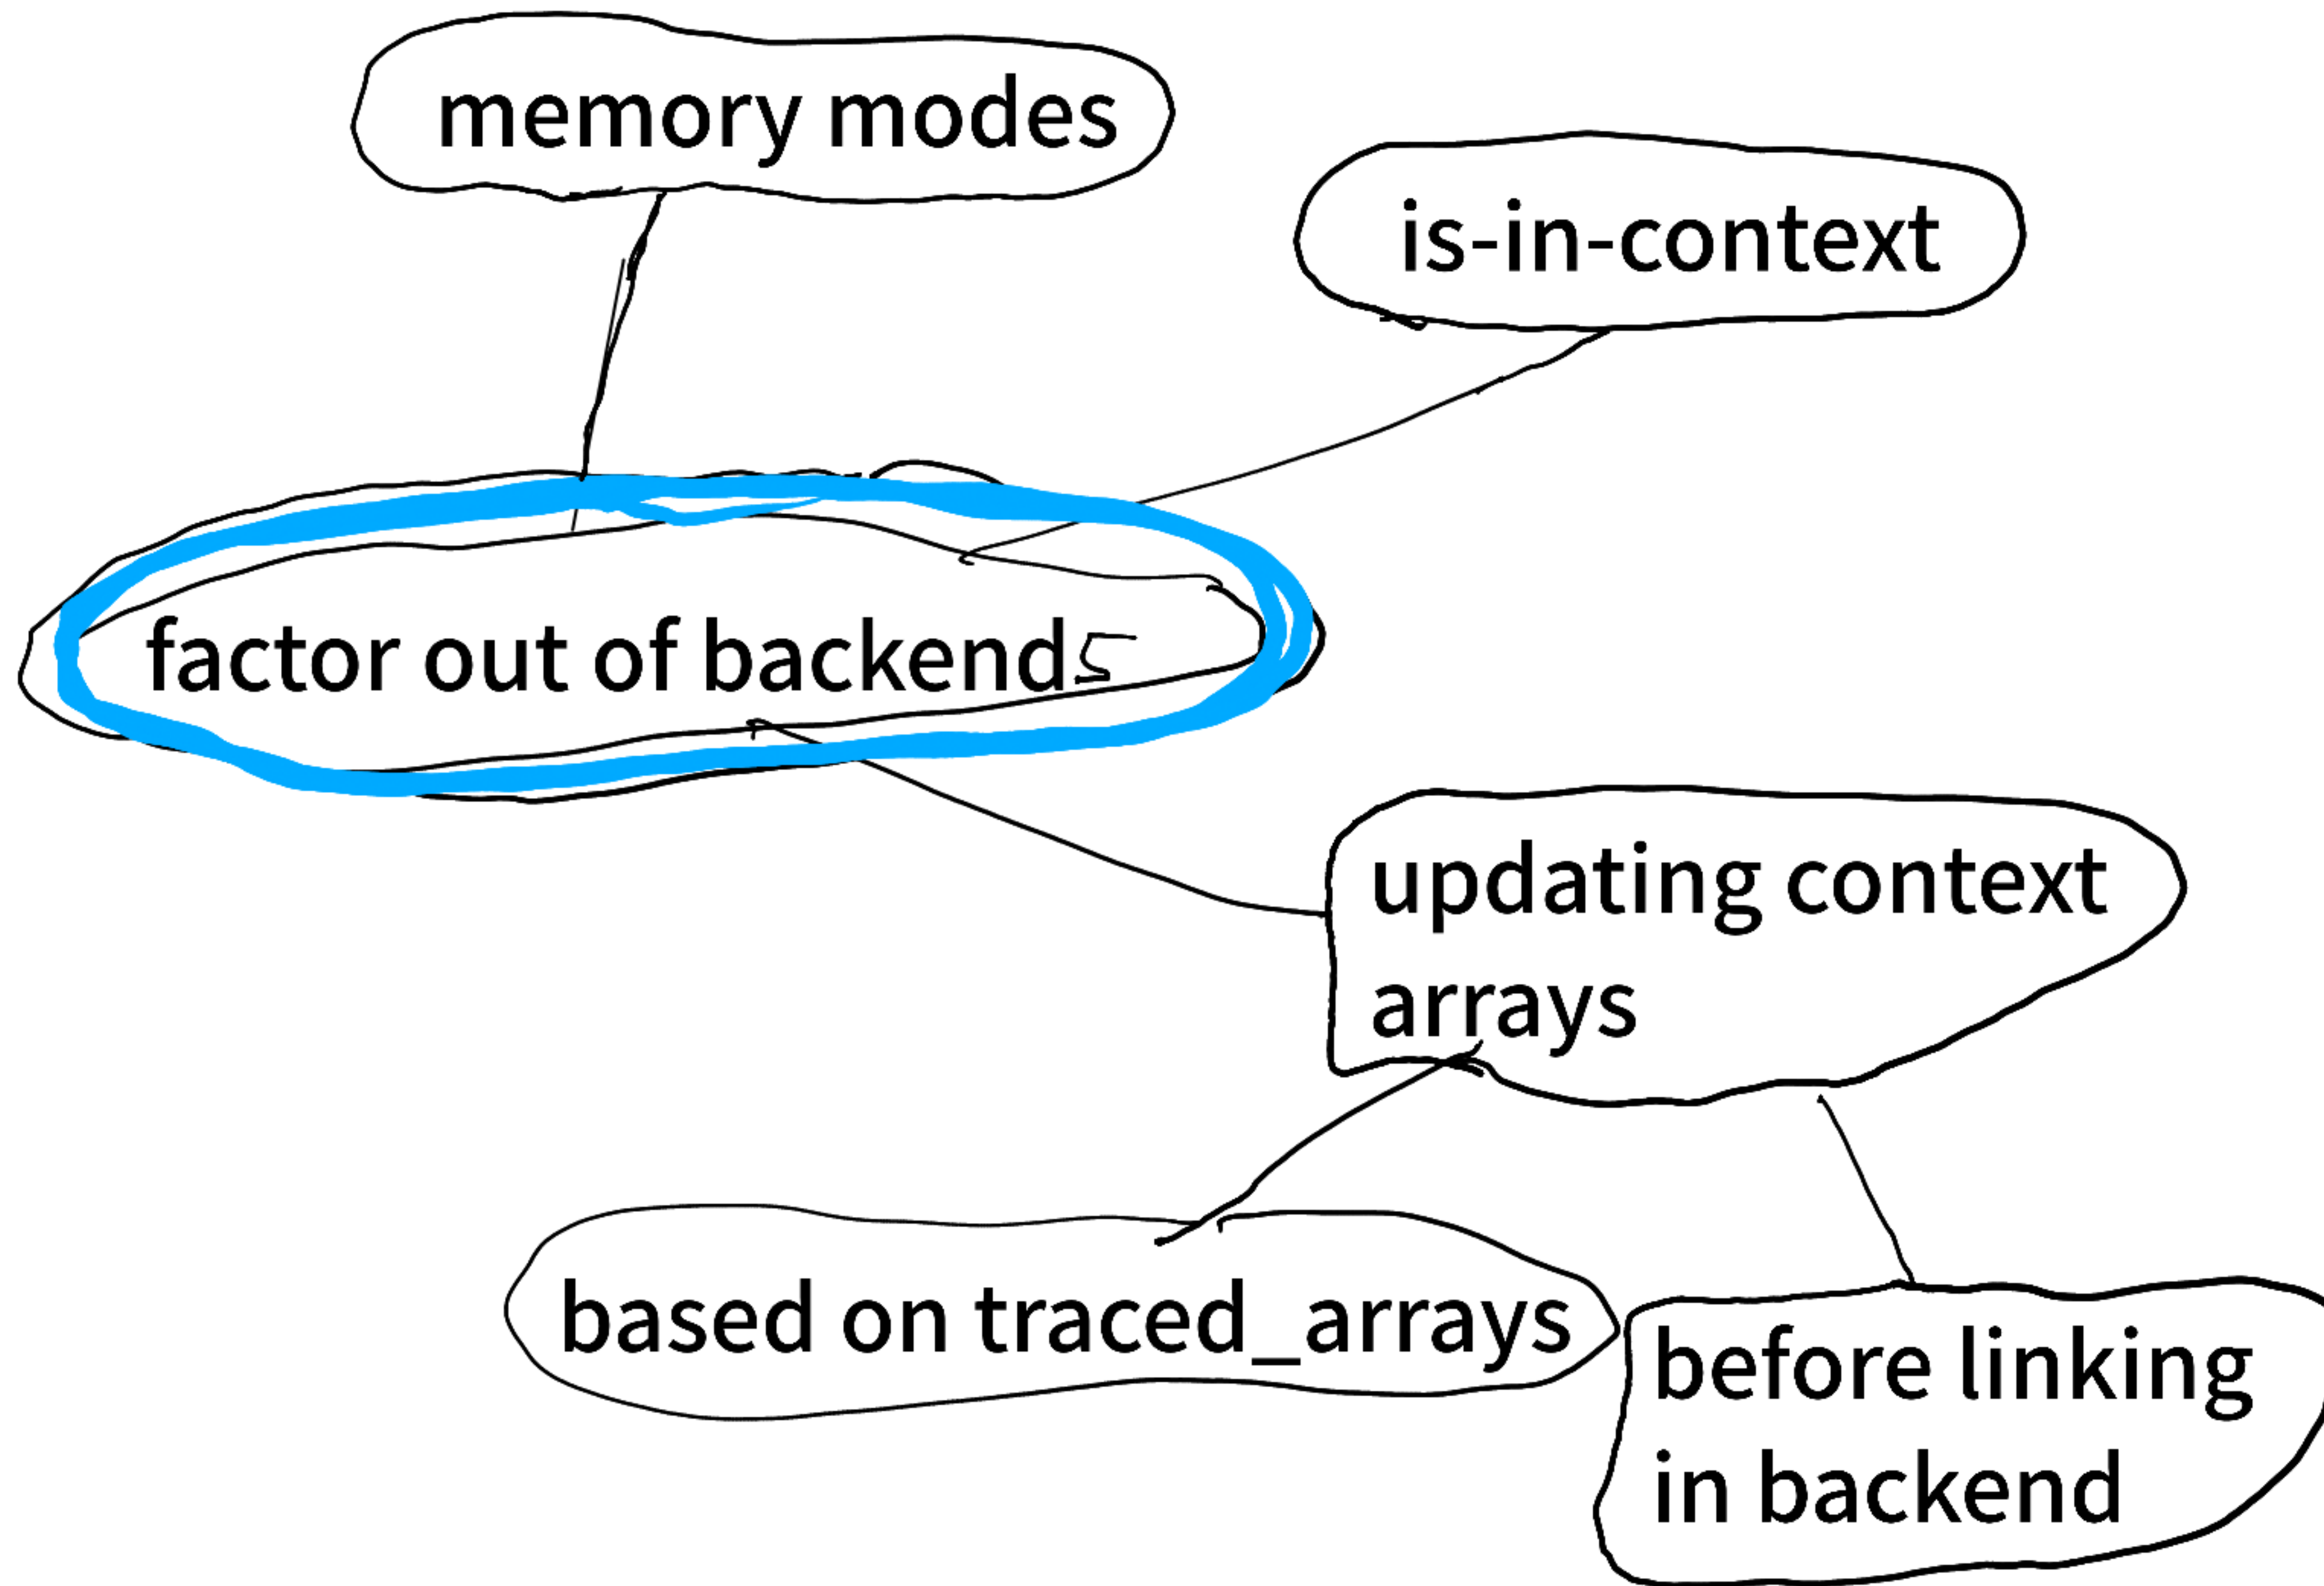 memory modes
is-in-context
factor out of backends
updating context
arrays
based on traced_arrays
before linking
in backend